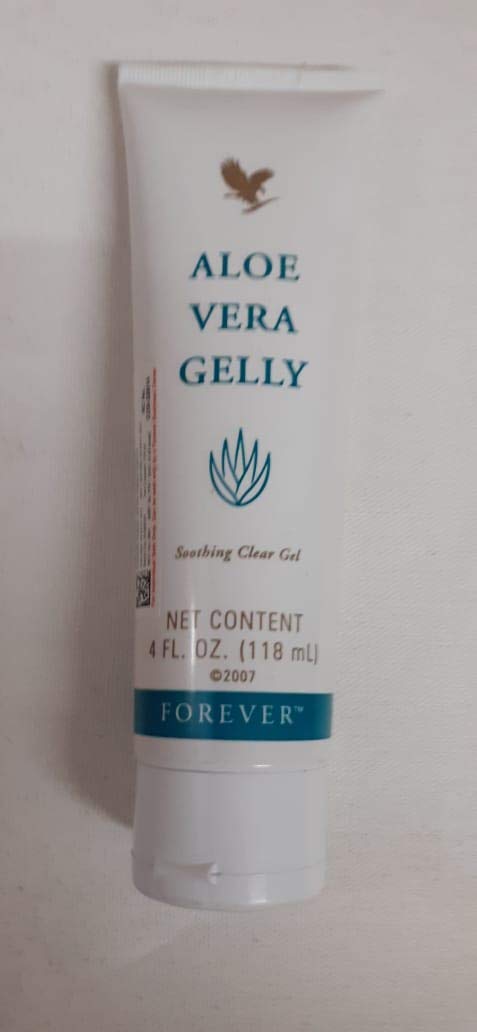 ALOE
VERA
GELLY
Soothing Clear Gel
NET CONTENT
4 FL. OZ. (118 mL)
©2007
FOREVER™